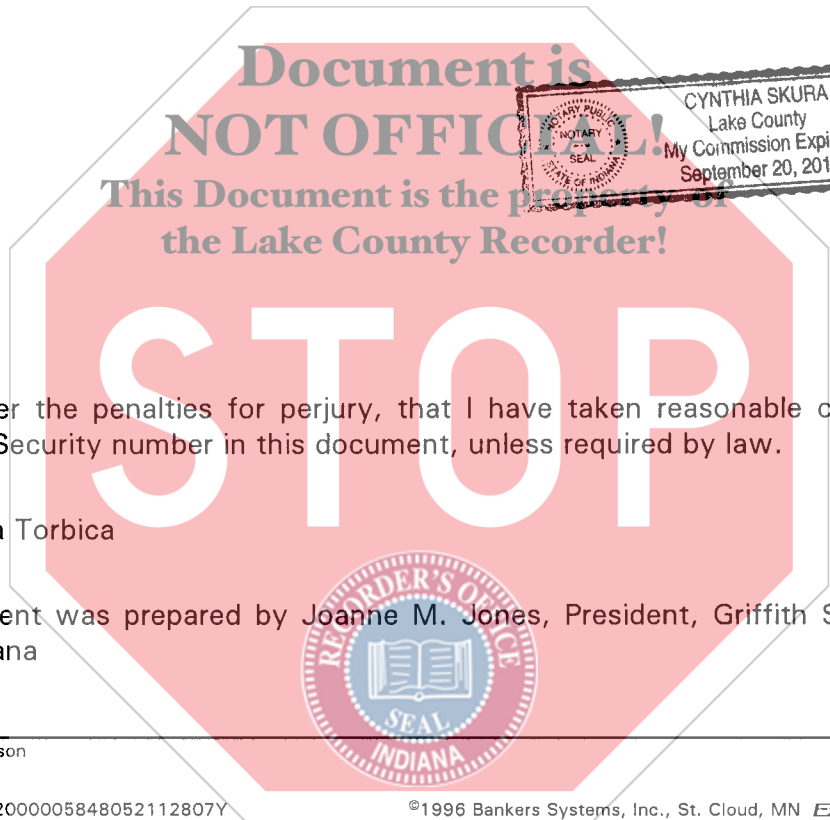 Document is
NOT OFFICIAL!
This Document is the property of
the Lake County Recorder!
CYNTHIA SKURA
Lake County
My Commission Expi
September 20, 201
NOTARY PUBLIC
NOTARY
SEAL
STATE OF INDIANA
STOP
er the penalties for perjury, that I have taken reasonable c
Security number in this document, unless required by law.
a Torbica
ent was prepared by Joanne M. Jones, President, Griffith S
ana
RECORDER'S OFFICE
SEAL
INDIANA
son
2000005848052112807Y
©1996 Bankers Systems, Inc., St. Cloud, MN